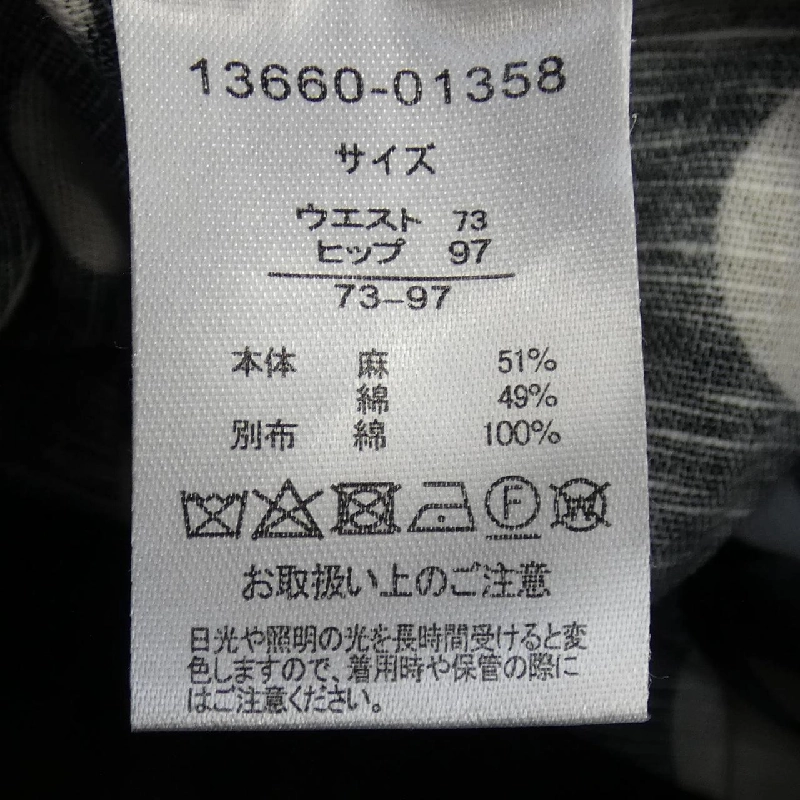 13660-01358
サイズ
ウエスト 73
ヒップ 97
73-97
本体 麻 51%
綿 49%
別布 綿 100%
F W
お取扱い上のご注意
日光や照明の光を長時間受けると変
色しますので、着用時や保管の際に
はご注意ください。